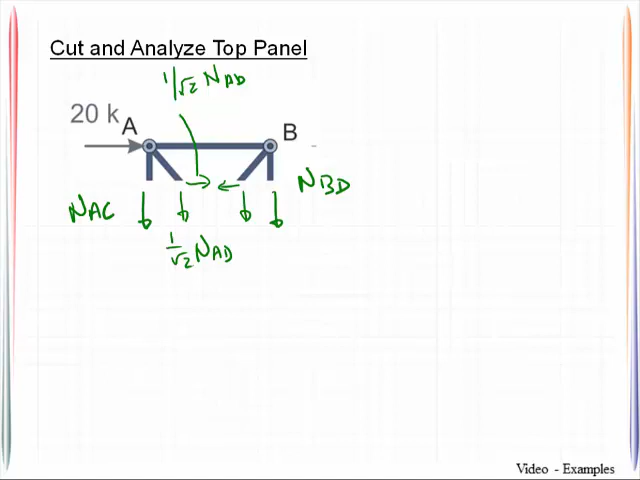 Cut and Analyze Top Panel
1/√2 NAD
20 k
A
B
NBD
NAC
1/√2 NAD
Video - Examples